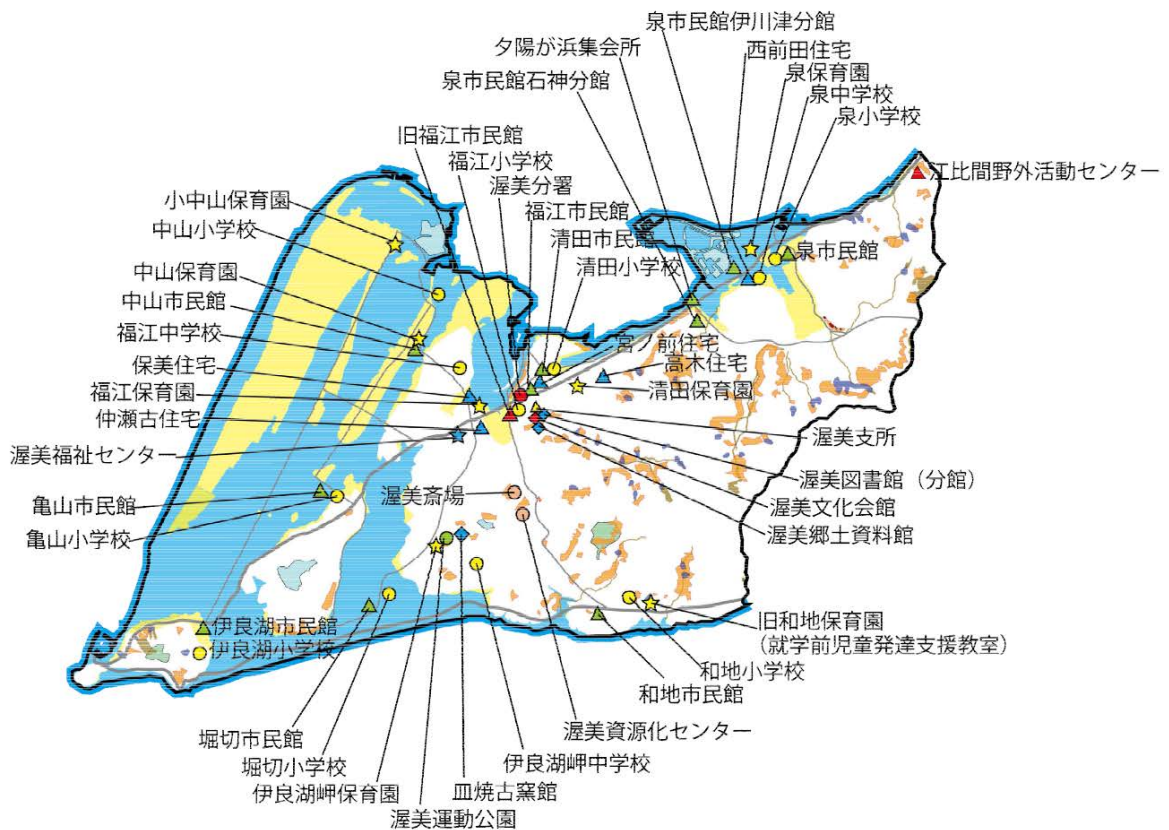 泉市民館伊川津分館
夕陽が浜集会所
西前田住宅
泉市民館石神分館
泉保育園
泉中学校
泉小学校
旧福江市民館
福江小学校
渥美分署
福江市民館
清田市民館
清田小学校
江比間野外活動センター
小中山保育園
中山小学校
泉市民館
中山保育園
中山市民館
福江中学校
保美住宅
福江保育園
仲瀬古住宅
渥美福祉センター
宮ノ前住宅
高木住宅
清田保育園
渥美支所
渥美図書館（分館）
渥美文化会館
渥美郷土資料館
亀山市民館
亀山小学校
渥美斎場
伊良湖市民館
伊良湖小学校
旧和地保育園
（就学前児童発達支援教室）
和地小学校
和地市民館
渥美資源化センター
堀切市民館
堀切小学校
伊良湖岬中学校
伊良湖岬保育園
皿焼古窯館
渥美運動公園